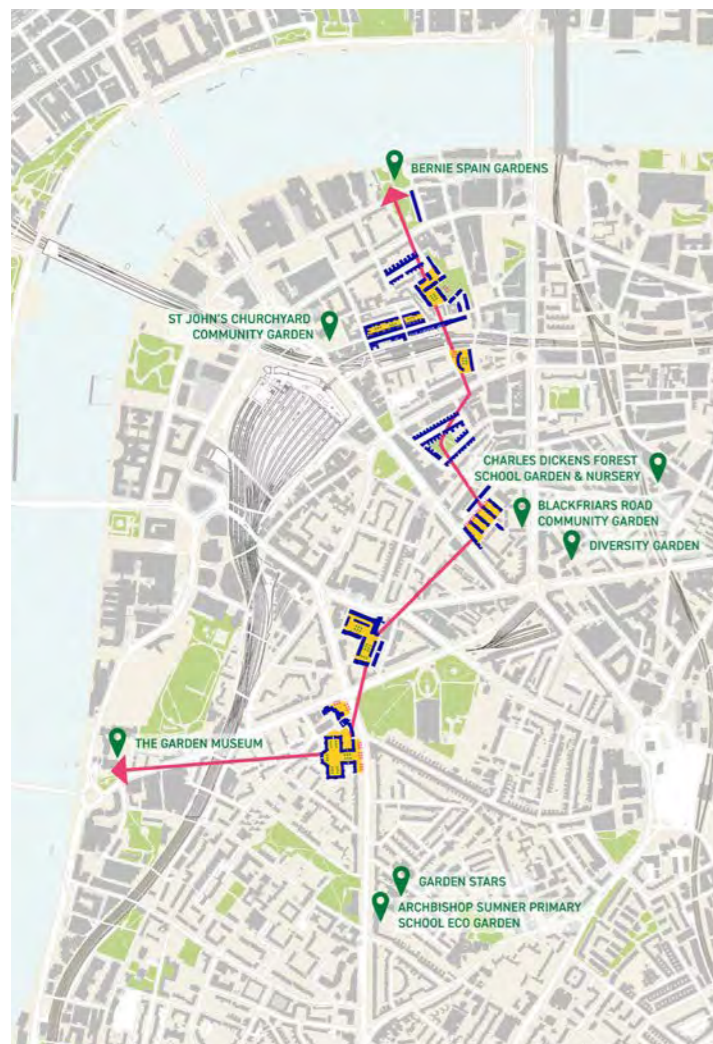 BERNIE SPAIN GARDENS
ST JOHN'S CHURCHYARD
COMMUNITY GARDEN
CHARLES DICKENS FOREST
SCHOOL GARDEN & NURSERY
BLACKFRIARS ROAD
COMMUNITY GARDEN
DIVERSITY GARDEN
THE GARDEN MUSEUM
GARDEN STARS
ARCHBISHOP SUMNER PRIMARY
SCHOOL ECO GARDEN